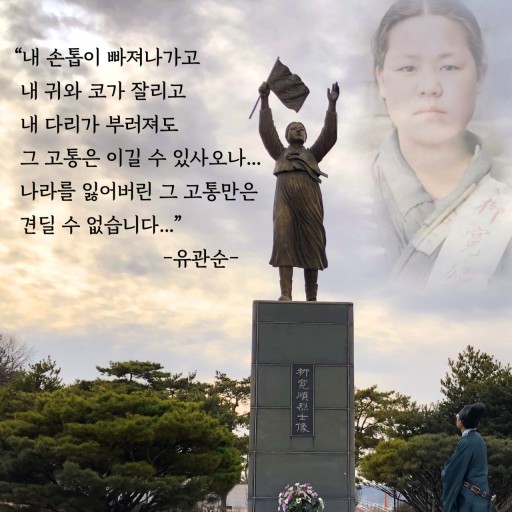 “내 손톱이 빠져나가고
내 귀와 코가 잘리고
내 다리가 부러져도
그 고통은 이길 수 있사오나...
나라를 잃어버린 그 고통만은
견딜 수 없습니다...”
-유관순-
柳寬順烈士像